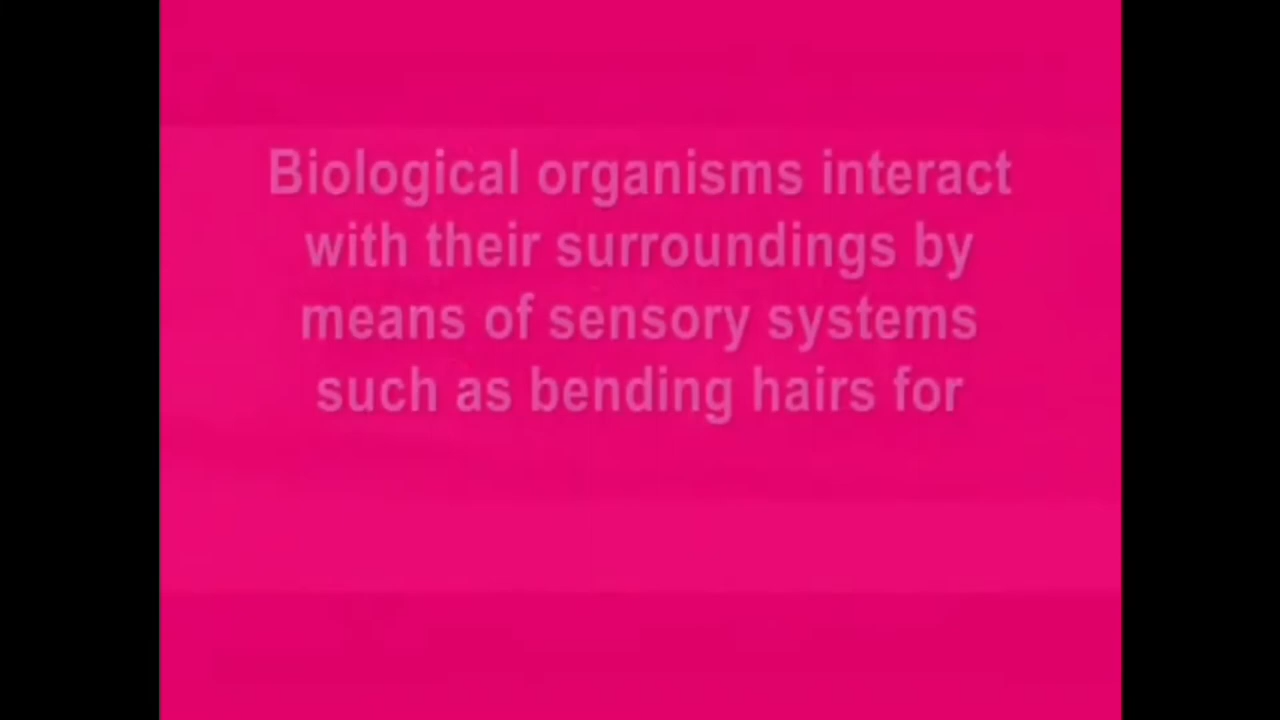 Biological organisms interact
with their surroundings by
means of sensory systems
such as bending hairs for